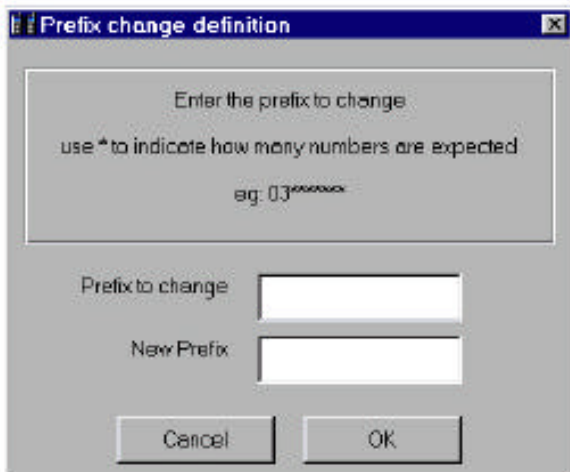 Prefix change definition
Enter the prefix to change
use * to indicate how many numbers are expected
eg: 03*******
Prefix to change
New Prefix
Cancel
OK